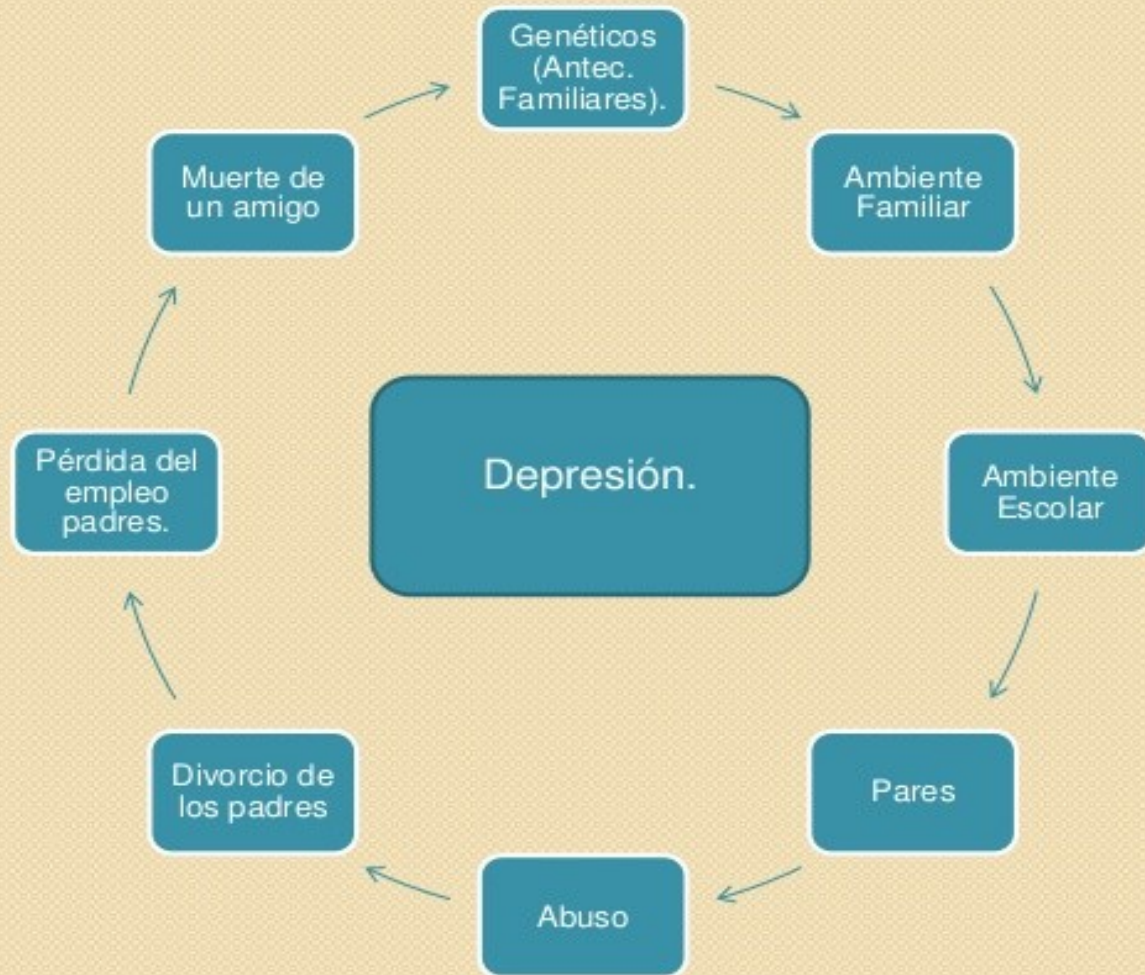 Genéticos
(Antec.
Familiares).
Ambiente
Familiar
Ambiente
Escolar
Pares
Abuso
Divorcio de
los padres
Pérdida del
empleo
padres.
Muerte de
un amigo
Depresión.